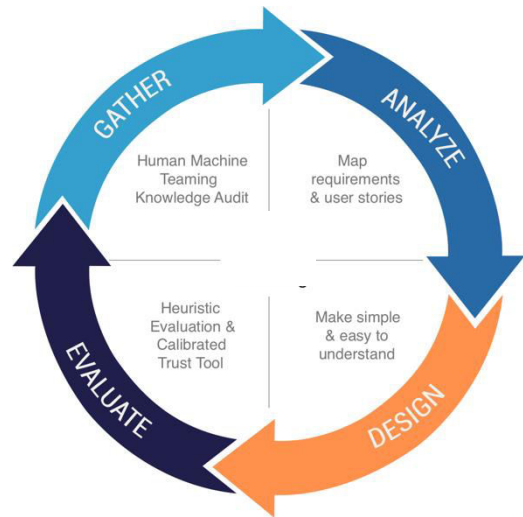 GATHER
ANALYZE
Human Machine
Teaming
Knowledge Audit
Map
requirements
& user stories
Heuristic
Evaluation &
Calibrated
Trust Tool
Make simple
& easy to
understand
EVALUATE
DESIGN